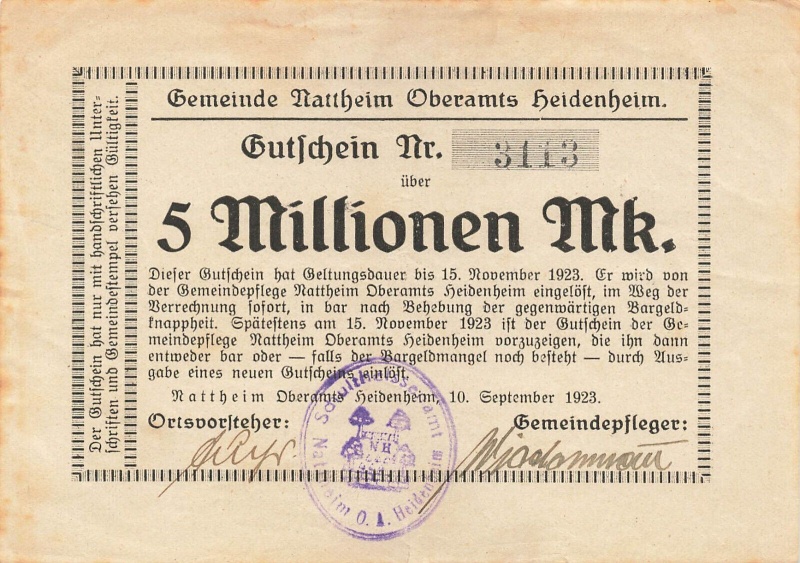 Gemeinde Nattheim Oberamts Heidenheim.
Gutschein Nr. 3113
über
5 Millionen Mk.
Dieser Gutschein hat Geltungsdauer bis 15. November 1923. Er wird von
der Gemeindepflege Nattheim Oberamts Heidenheim eingelöst, im Weg der
Verrechnung sofort, in bar nach Behebung der gegenwärtigen Bargeld-
knappheit. Spätestens am 15. November 1923 ist der Gutschein der Ge-
meindepflege Nattheim Oberamts Heidenheim vorzuzeigen, die ihn dann
entweder bar oder — falls der Bargeldmangel noch besteht — durch Aus-
gabe eines neuen Gutscheins einlöst.
Nattheim Oberamts Heidenheim, 10. September 1923.
Ortsvorsteher:
Gemeindepfleger:
Der Gutschein hat nur mit handschriftlichen Unter-
schriften und Gemeindestempel versehen Gültigkeit.
Schultheissenamt
Nattheim O.A. Heidenheim
NH